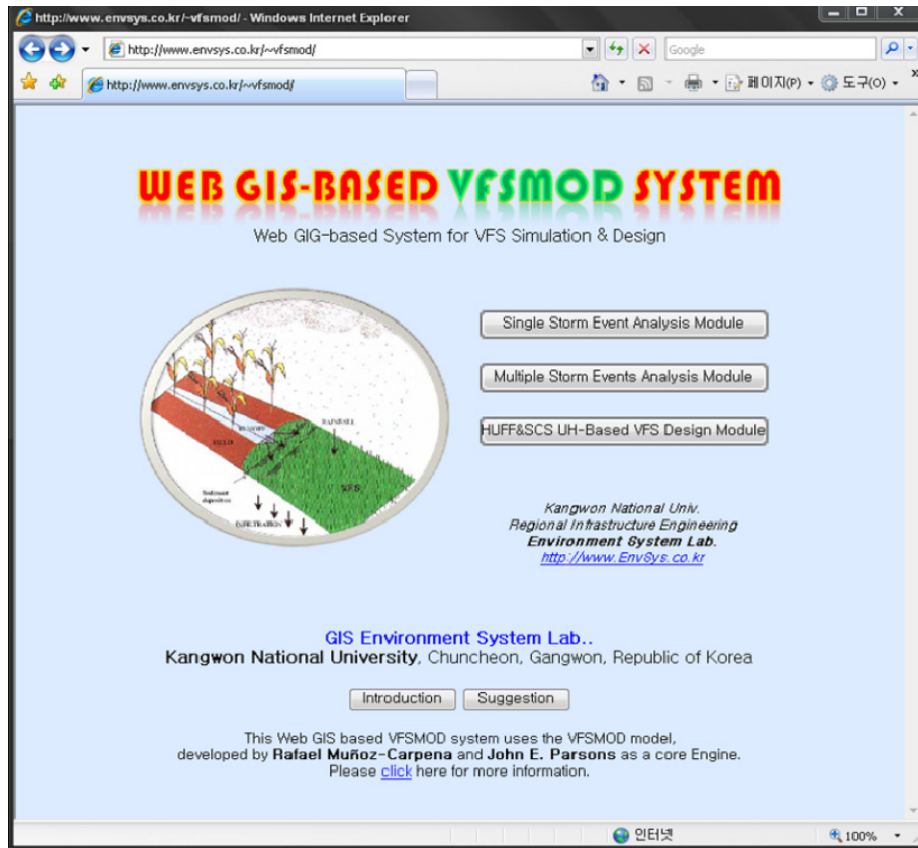 http://www.envsys.co.kr/~vfsmod/ - Windows Internet Explorer
http://www.envsys.co.kr/~vfsmod/
Google
http://www.envsys.co.kr/~vfsmod/
페이지(P)
도구(O)
WEB GIS-BASED VFSMOD SYSTEM
Web GIG-based System for VFS Simulation & Design
Single Storm Event Analysis Module
Multiple Storm Events Analysis Module
HUFF&SCS UH-Based VFS Design Module
RUNOFF
RAINFALL
FIELD
VFS
Sediment
deposition
INFILTRATION
Kangwon National Univ.
Regional Infrastructure Engineering
Environment System Lab.
http://www.EnvSys.co.kr
GIS Environment System Lab..
Kangwon National University, Chuncheon, Gangwon, Republic of Korea
Introduction Suggestion
This Web GIS based VFSMOD system uses the VFSMOD model,
developed by Rafael Muñoz-Carpena and John E. Parsons as a core Engine.
Please click here for more information.
인터넷
100%